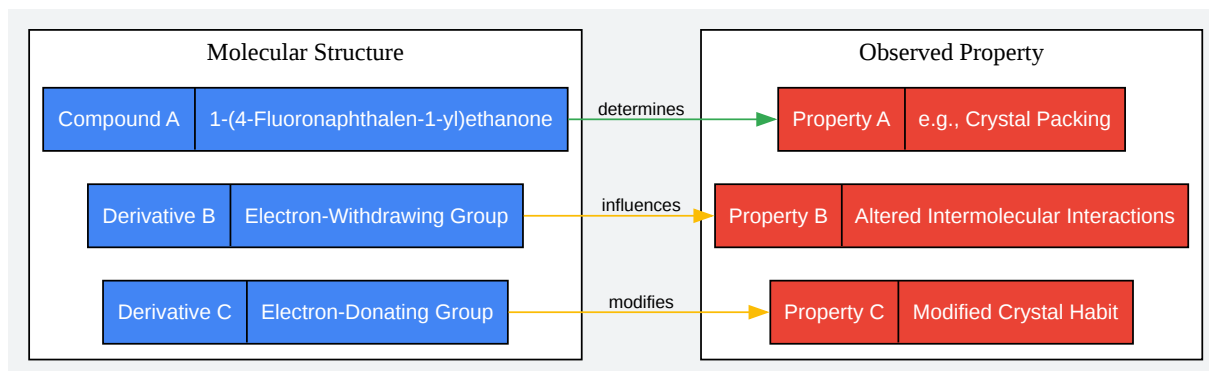 Molecular Structure
Observed Property
Compound A
1-(4-Fluoronaphthalen-1-yl)ethanone
determines
Property A
e.g., Crystal Packing
Derivative B
Electron-Withdrawing Group
influences
Property B
Altered Intermolecular Interactions
Derivative C
Electron-Donating Group
modifies
Property C
Modified Crystal Habit